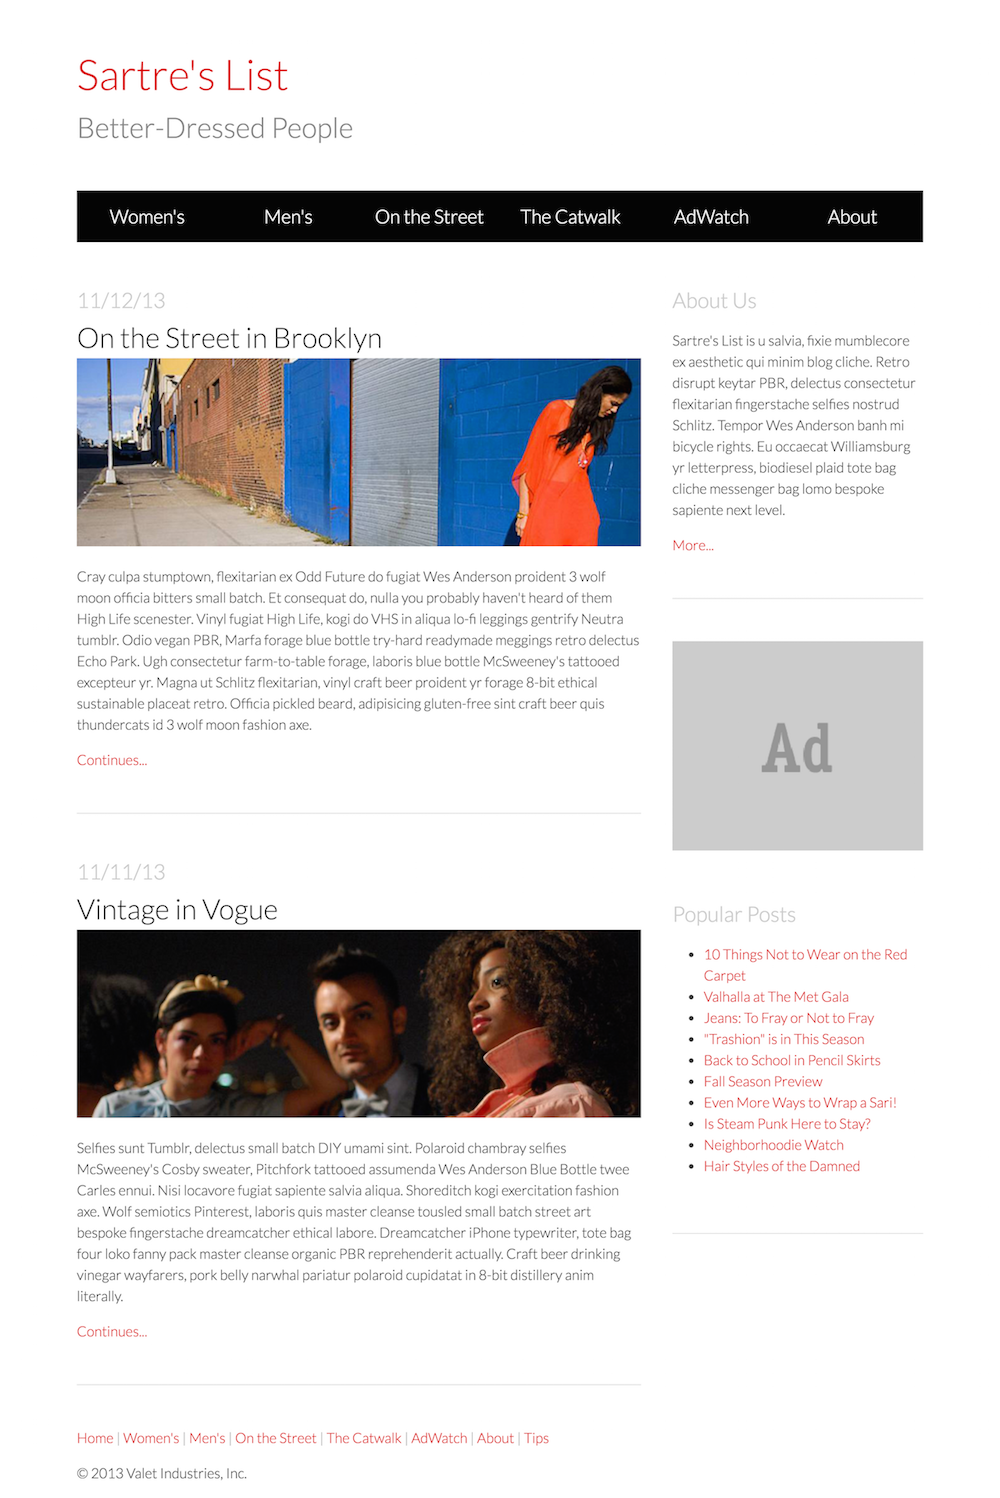 Sartre's List
Better-Dressed People
Women's
Men's
On the Street
The Catwalk
AdWatch
About
11/12/13
On the Street in Brooklyn
Cray culpa stumptown, flexitarian ex Odd Future do fugiat Wes Anderson proident 3 wolf
moon officia bitters small batch. Et consequat do, nulla you probably haven't heard of them
High Life scenester. Vinyl fugiat High Life, kogi do VHS in aliqua lo-fi leggings gentrify Neutra
tumblr. Odio vegan PBR, Marfa forage blue bottle try-hard readymade meggings retro delectus
Echo Park. Ugh consectetur farm-to-table forage, laboris blue bottle McSweeney's tattooed
excepteur yr. Magna ut Schlitz flexitarian, vinyl craft beer proident yr forage 8-bit ethical
sustainable placeat retro. Officia pickled beard, adipisicing gluten-free sint craft beer quis
thundercats id 3 wolf moon fashion axe.
Continues...
11/11/13
Vintage in Vogue
Selfies sunt Tumblr, delectus small batch DIY umami sint. Polaroid chambray selfies
McSweeney's Cosby sweater, Pitchfork tattooed assumenda Wes Anderson Blue Bottle twee
Carles ennui. Nisi locavore fugiat sapiente salvia aliqua. Shoreditch kogi exercitation fashion
axe. Wolf semiotics Pinterest, laboris quis master cleanse tousled small batch street art
bespoke fingerstache dreamcatcher ethical labore. Dreamcatcher iPhone typewriter, tote bag
four loko fanny pack master cleanse organic PBR reprehenderit actually. Craft beer drinking
vinegar wayfarers, pork belly narwhal pariatur polaroid cupidatat in 8-bit distillery anim
literally.
Continues...
About Us
Sartre's List is u salvia, fixie mumblecore
ex aesthetic qui minim blog cliche. Retro
disrupt keytar PBR, delectus consectetur
flexitarian fingerstache selfies nostrud
Schlitz. Tempor Wes Anderson banh mi
bicycle rights. Eu occaecat Williamsburg
yr letterpress, biodiesel plaid tote bag
cliche messenger bag lomo bespoke
sapiente next level.
More...
Ad
Popular Posts
• 10 Things Not to Wear on the Red
Carpet
• Valhalla at The Met Gala
• Jeans: To Fray or Not to Fray
• "Trashion" is in This Season
• Back to School in Pencil Skirts
• Fall Season Preview
• Even More Ways to Wrap a Sari!
• Is Steam Punk Here to Stay?
• Neighborhoodie Watch
• Hair Styles of the Damned
Home | Women's | Men's | On the Street | The Catwalk | AdWatch | About | Tips
© 2013 Valet Industries, Inc.